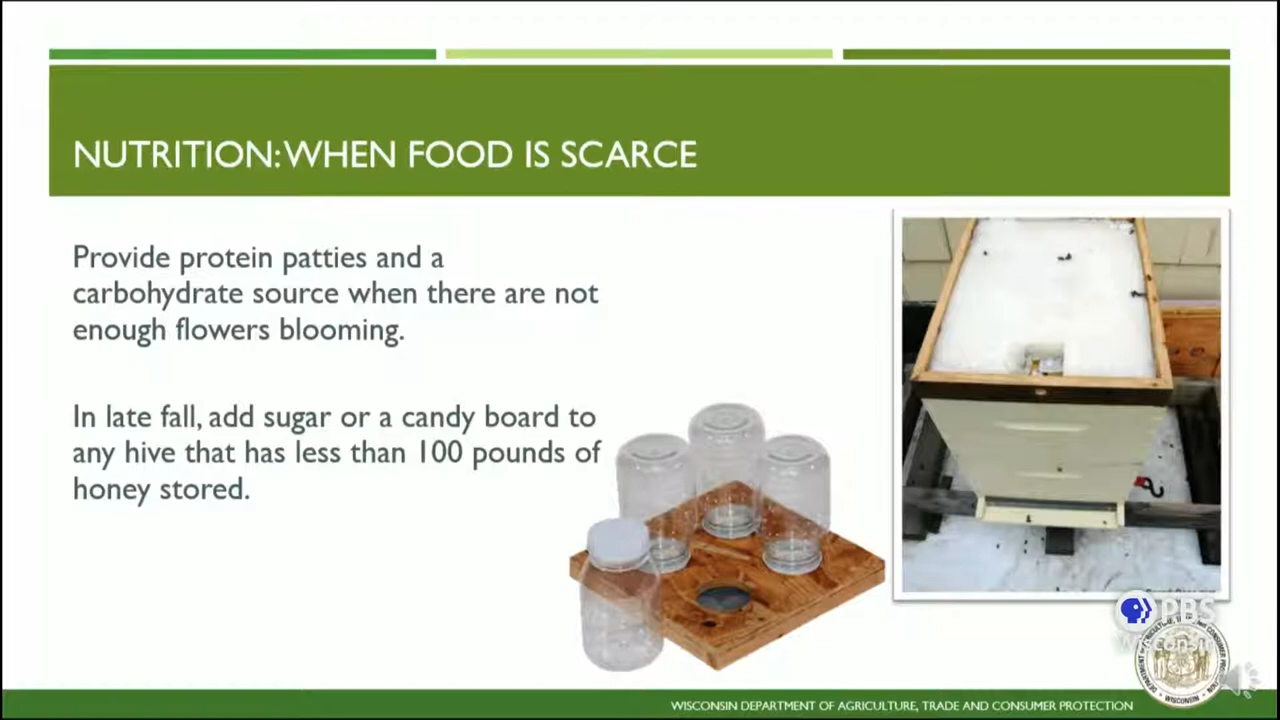 NUTRITION: WHEN FOOD IS SCARCE
Provide protein patties and a
carbohydrate source when there are not
enough flowers blooming.
In late fall, add sugar or a candy board to
any hive that has less than 100 pounds of
honey stored.
PBS
Wisconsin
WISCONSIN DEPARTMENT OF AGRICULTURE, TRADE AND CONSUMER PROTECTION